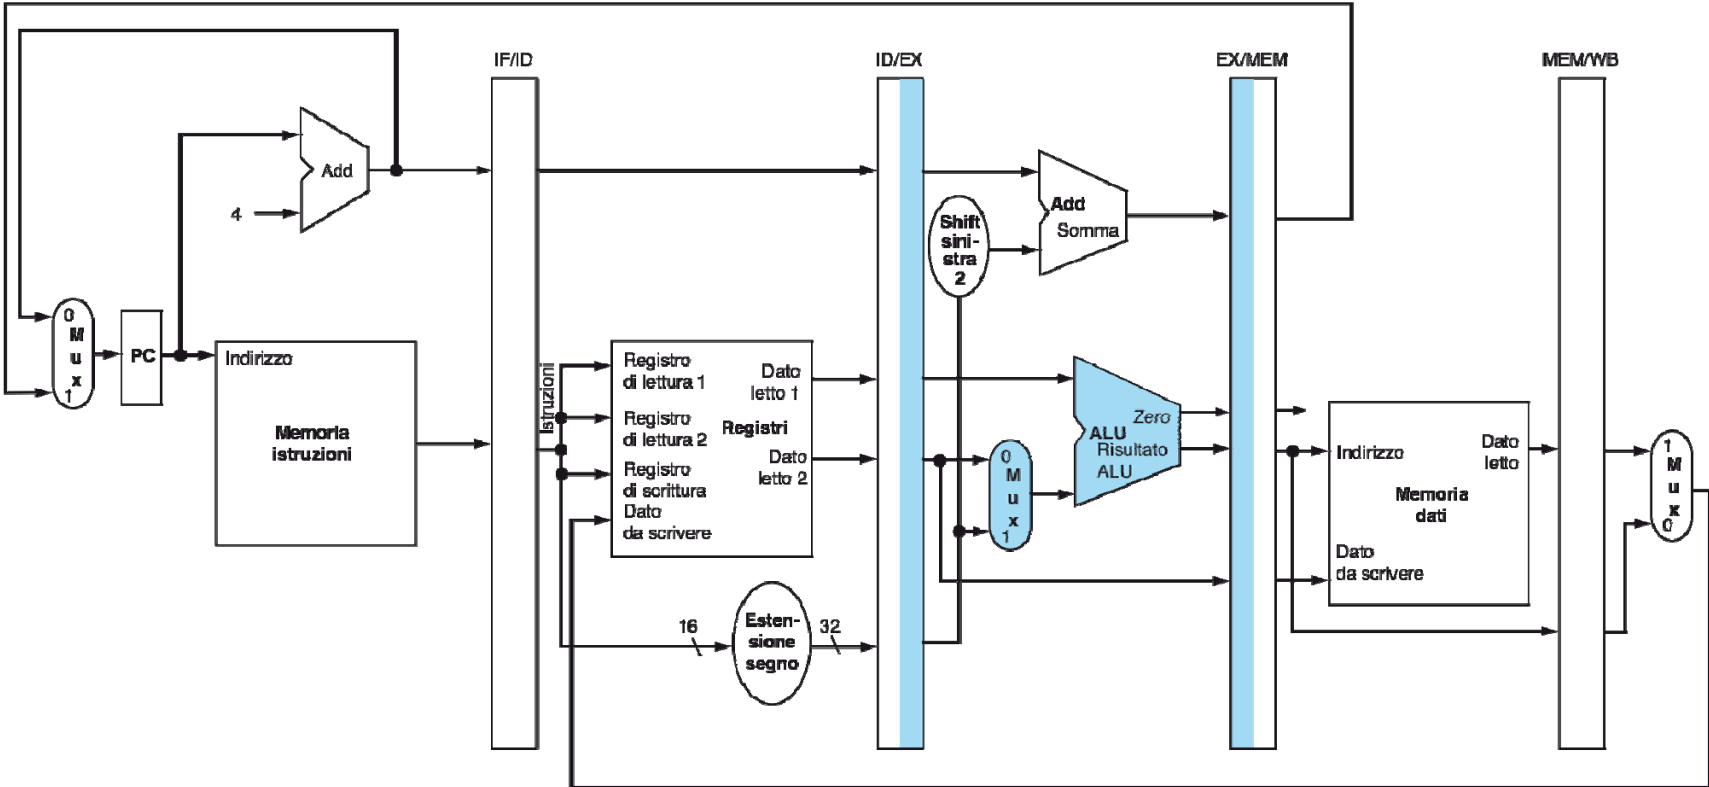 IF/ID
ID/EX
EX/MEM
MEM/WB
Add
4
0
M
u
x
1
PC
Indirizzo
Memoria
istruzioni
Istruzioni
Registro
di lettura 1
Registro
di lettura 2
Registro
di scrittura
Dato
da scrivere
Registri
Dato
letto 1
Dato
letto 2
16
Esten-
sione
segno
32
Shift
sini-
stra
2
Add
Somma
0
M
u
x
1
Zero
ALU
Risultato
ALU
Indirizzo
Dato
letto
Memoria
dati
Dato
da scrivere
1
M
u
x
0